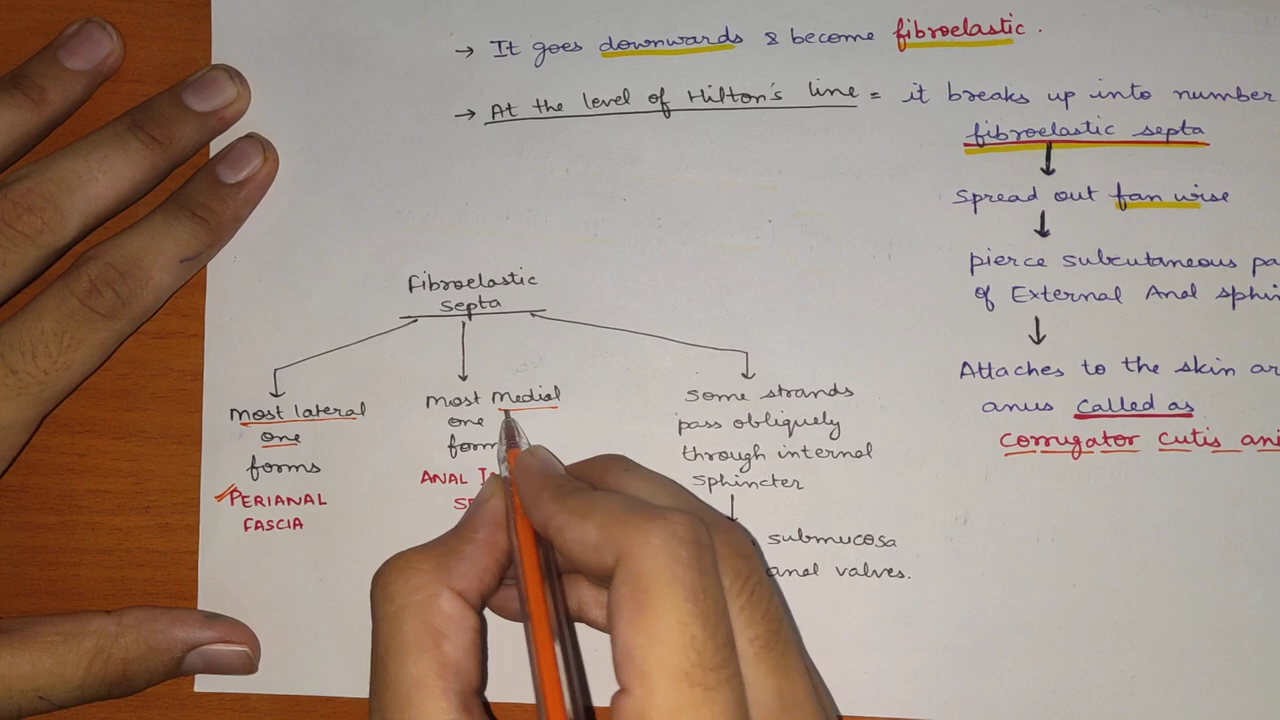 → It goes downwards & become fibroelastic.
→ At the level of Hilton's line = it breaks up into number
fibroelastic septa
Spread out fan wise
pierce subcutaneous
of External Anal
Attaches to the skin
anus called as
corrugator cutis ani
fibroelastic
septa
most lateral
one
forms
PERIANAL
FASCIA
most medial
one
ANAL
some strands
pass obliquely
through internal
sphincter
submucosa
anal valves.